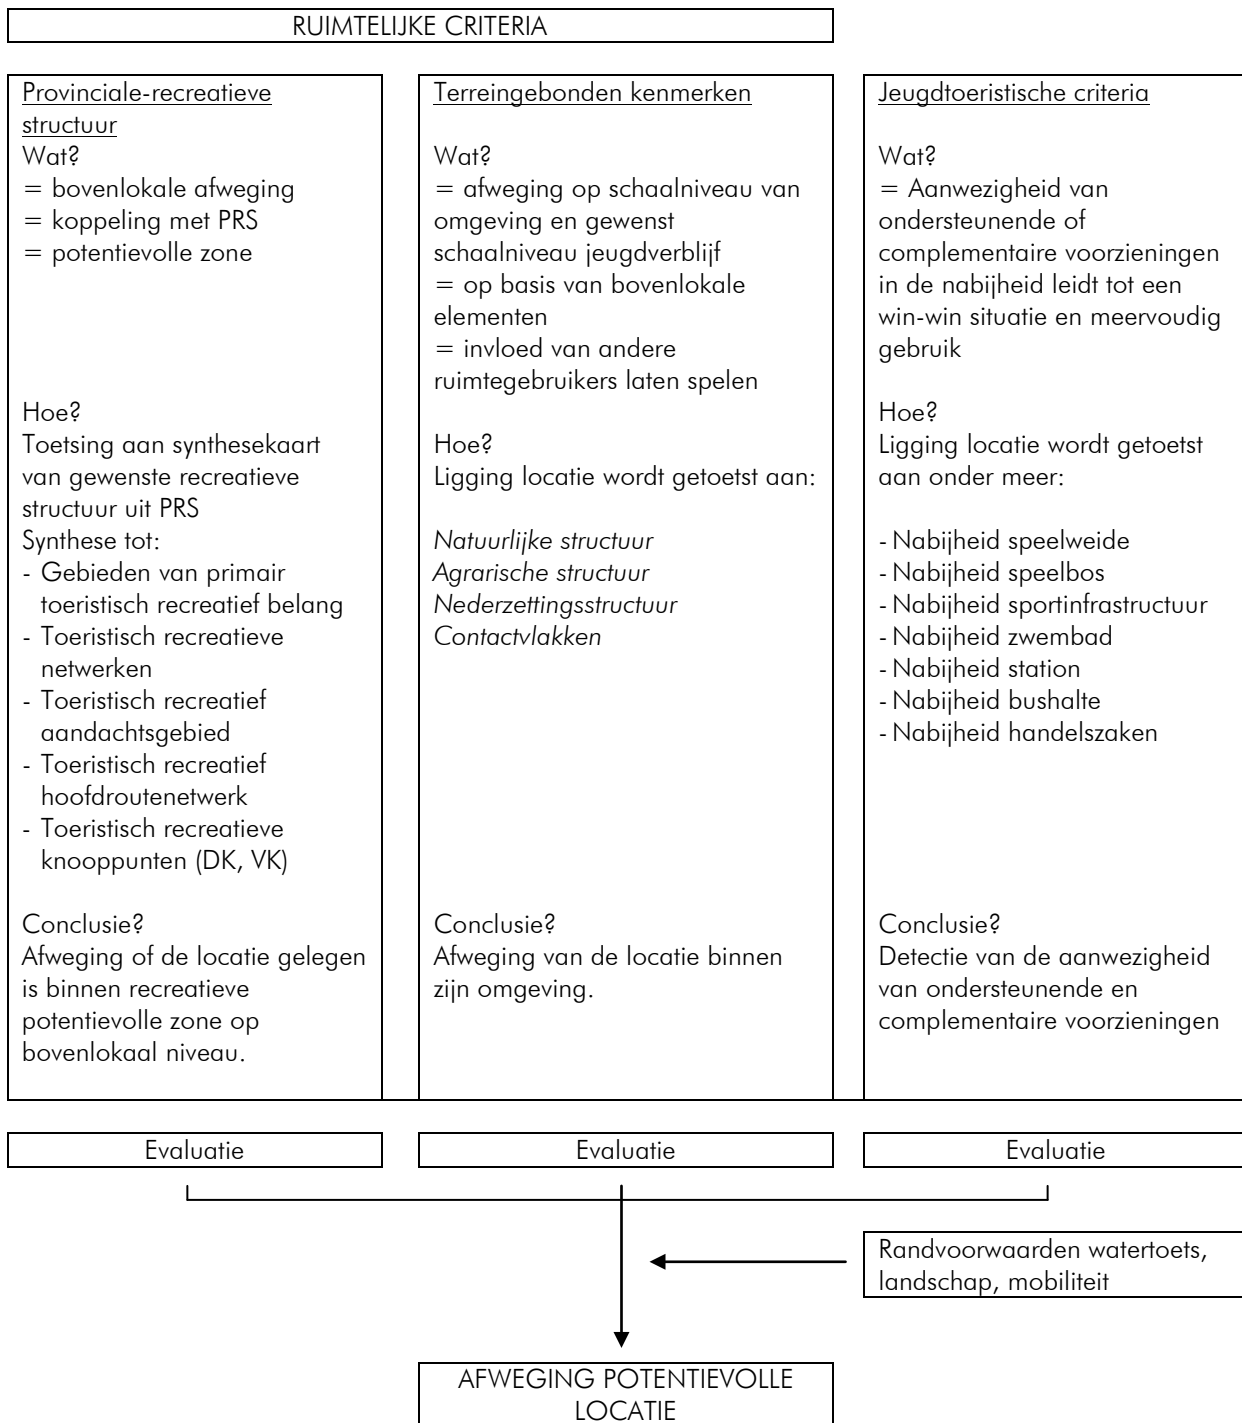 RUIMTELIJKE CRITERIA
Provinciale-recreatieve
structuur
Wat?
= bovenlokale afweging
= koppeling met PRS
= potentievolle zone
Hoe?
Toetsing aan synthesekaart
van gewenste recreatieve
structuur uit PRS
Synthese tot:
- Gebieden van primair
toeristisch recreatief belang
- Toeristisch recreatieve
netwerken
- Toeristisch recreatief
aandachtsgebied
- Toeristisch recreatief
hoofdroutenetwerk
- Toeristisch recreatieve
knooppunten (DK, VK)
Conclusie?
Afweging of de locatie gelegen
is binnen recreatieve
potentievolle zone op
bovenlokaal niveau.
Terreingebonden kenmerken
Wat?
= afweging op schaalniveau van
omgeving en gewenst
schaalniveau jeugdverblijf
= op basis van bovenlokale
elementen
= invloed van andere
ruimtegebruikers laten spelen
Hoe?
Ligging locatie wordt getoetst aan:
Natuurlijke structuur
Agrarische structuur
Nederzettingsstructuur
Contactvlakken
Conclusie?
Afweging van de locatie binnen
zijn omgeving.
Jeugdtoeristische criteria
Wat?
= Aanwezigheid van
ondersteunende of
complementaire voorzieningen
in de nabijheid leidt tot een
win-win situatie en meervoudig
gebruik
Hoe?
Ligging locatie wordt getoetst
aan onder meer:
- Nabijheid speelweide
- Nabijheid speelbos
- Nabijheid sportinfrastructuur
- Nabijheid zwembad
- Nabijheid station
- Nabijheid bushalte
- Nabijheid handelszaken
Conclusie?
Detectie van de aanwezigheid
van ondersteunende en
complementaire voorzieningen
Evaluatie
Evaluatie
Evaluatie
Randvoorwaarden watertoets,
landschap, mobiliteit
AFWEGING POTENTIEVOLLE
LOCATIE